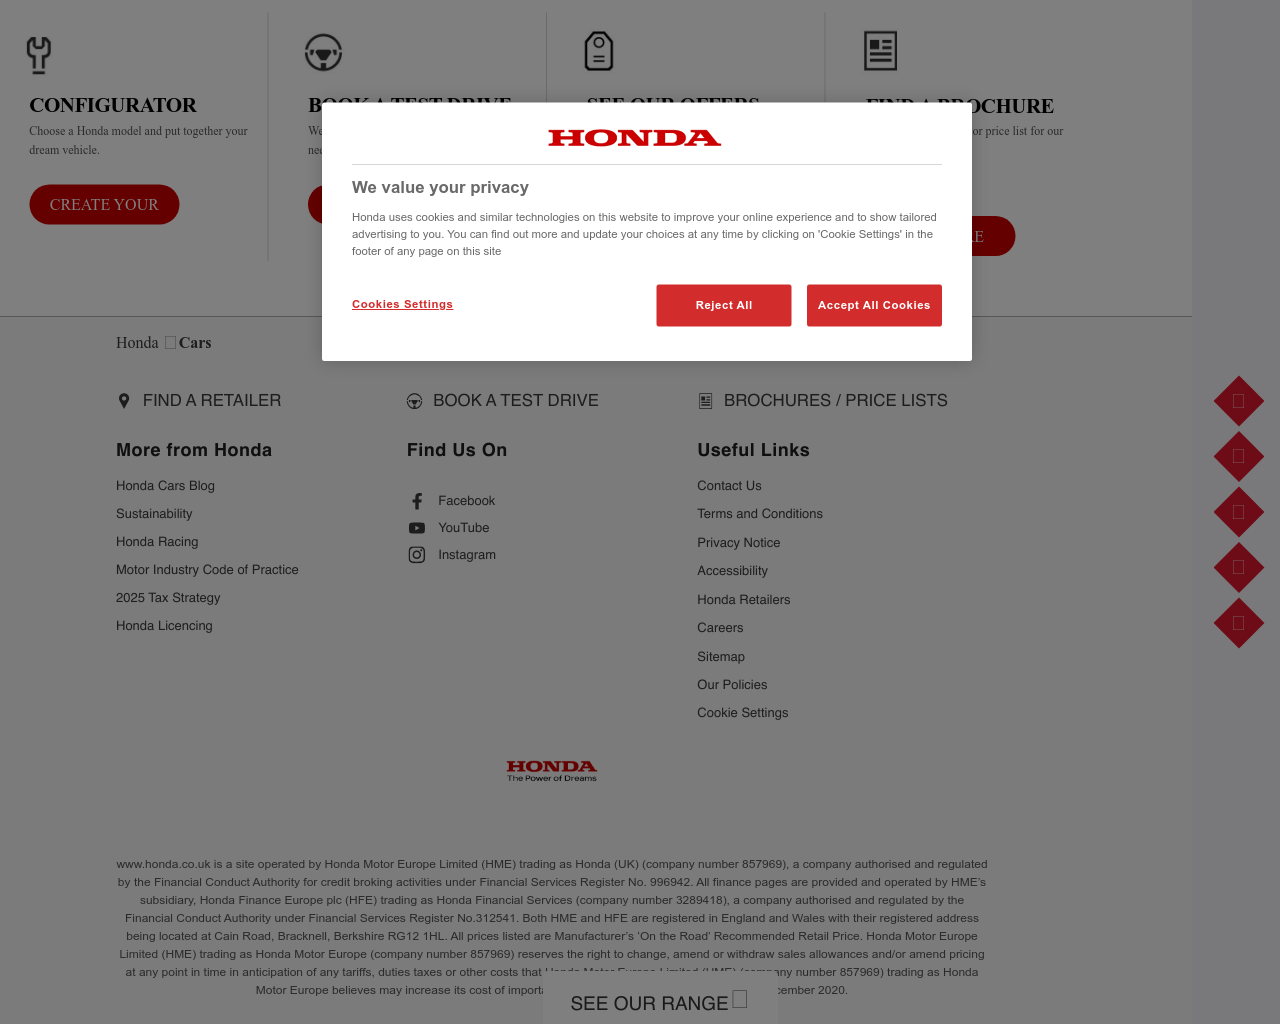 CONFIGURATOR
Choose a Honda model and put together your
dream vehicle.
CREATE YOUR
BOOK A TEST DRIVE
We
SEE OUR OFFERS
FIND A BROCHURE
or price list for our
HONDA
We value your privacy
Honda uses cookies and similar technologies on this website to improve your online experience and to show tailored
advertising to you. You can find out more and update your choices at any time by clicking on 'Cookie Settings' in the
footer of any page on this site
Cookies Settings
Reject All
Accept All Cookies
Honda Cars
FIND A RETAILER
BOOK A TEST DRIVE
BROCHURES / PRICE LISTS
More from Honda
Honda Cars Blog
Sustainability
Honda Racing
Motor Industry Code of Practice
2025 Tax Strategy
Honda Licencing
Find Us On
Facebook
YouTube
Instagram
Useful Links
Contact Us
Terms and Conditions
Privacy Notice
Accessibility
Honda Retailers
Careers
Sitemap
Our Policies
Cookie Settings
HONDA
The Power of Dreams
www.honda.co.uk is a site operated by Honda Motor Europe Limited (HME) trading as Honda (UK) (company number 857969), a company authorised and regulated
by the Financial Conduct Authority for credit broking activities under Financial Services Register No. 996942. All finance pages are provided and operated by HME's
subsidiary, Honda Finance Europe plc (HFE) trading as Honda Financial Services (company number 3289418), a company authorised and regulated by the
Financial Conduct Authority under Financial Services Register No.312541. Both HME and HFE are registered in England and Wales with their registered address
being located at Cain Road, Bracknell, Berkshire RG12 1HL. All prices listed are Manufacturer's ‘On the Road’ Recommended Retail Price. Honda Motor Europe
Limited (HME) trading as Honda Motor Europe (company number 857969) reserves the right to change, amend or withdraw sales allowances and/or amend pricing
at any point in time in anticipation of any tariffs, duties taxes or other costs that Honda Motor Europe Limited (HME) (company number 857969) trading as Honda
Motor Europe believes may increase its cost of
2020.
SEE OUR RANGE